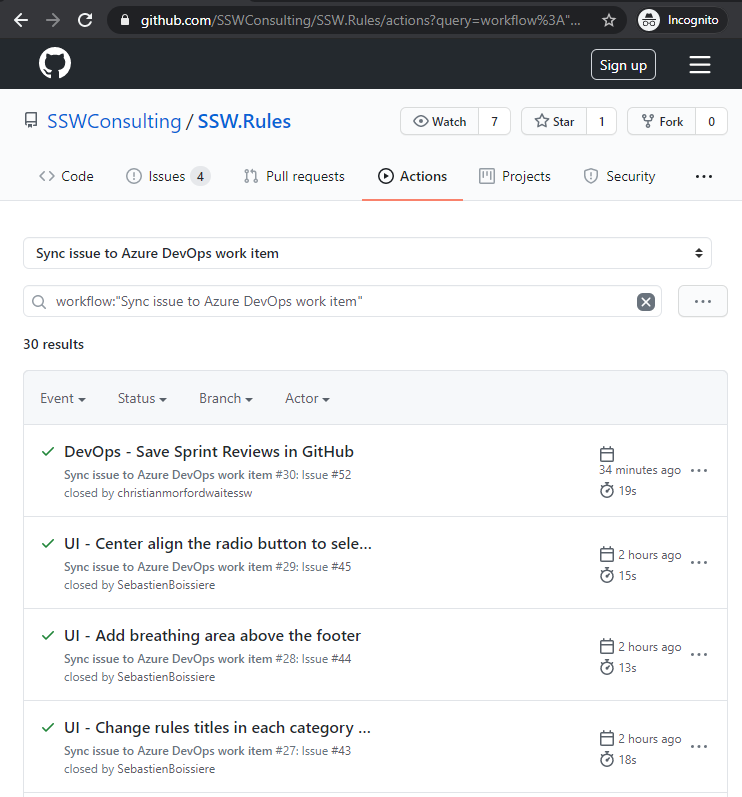 github.com/SSWConsulting/SSW.Rules/actions?query=workflow%3A"... Incognito
Sign up
SSWConsulting / SSW.Rules Watch 7 Star 1 Fork 0
Code Issues 4 Pull requests Actions Projects Security ...
Sync issue to Azure DevOps work item
workflow:"Sync issue to Azure DevOps work item" ...
30 results
Event Status Branch Actor
DevOps - Save Sprint Reviews in GitHub
Sync issue to Azure DevOps work item #30: Issue #52
closed by christianmorfordwaitessw
34 minutes ago ...
19s
UI - Center align the radio button to sele...
Sync issue to Azure DevOps work item #29: Issue #45
closed by SebastienBoissiere
2 hours ago ...
15s
UI - Add breathing area above the footer
Sync issue to Azure DevOps work item #28: Issue #44
closed by SebastienBoissiere
2 hours ago ...
13s
UI - Change rules titles in each category ...
Sync issue to Azure DevOps work item #27: Issue #43
closed by SebastienBoissiere
2 hours ago ...
18s